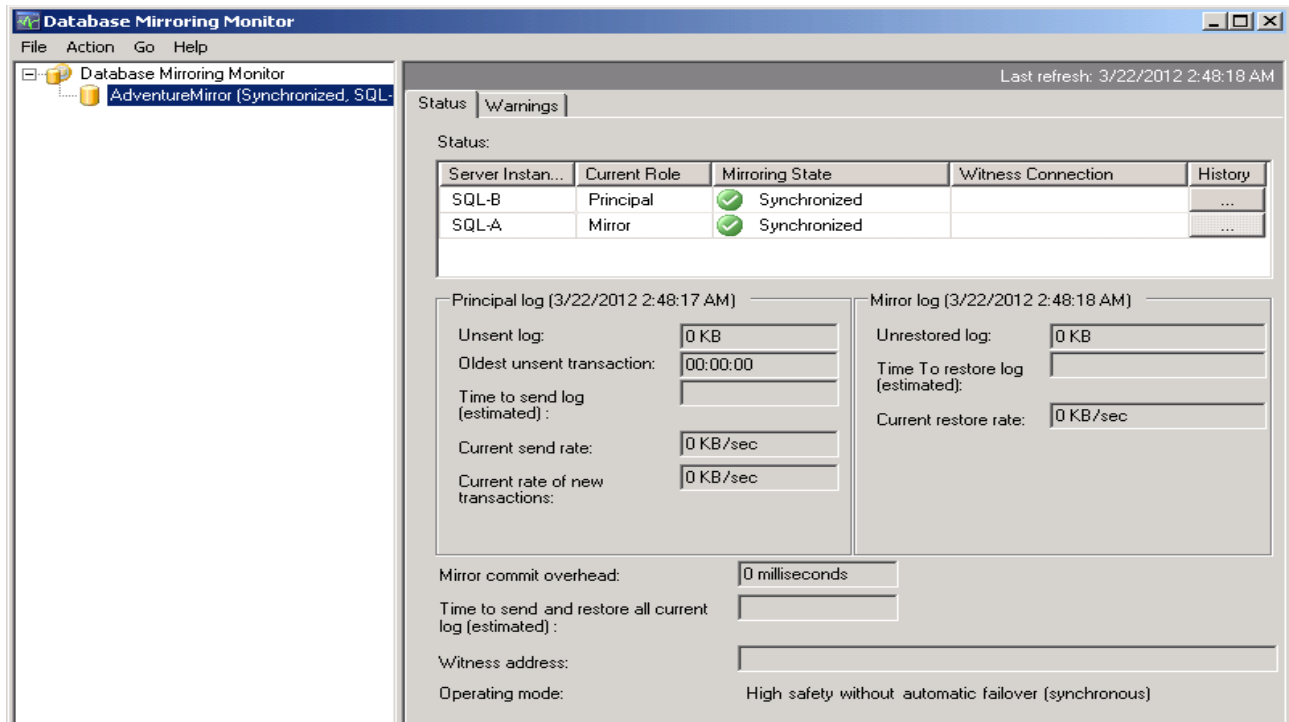 Database Mirroring Monitor
File Action Go Help
Database Mirroring Monitor
AdventureMirror (Synchronized, SQL-
Last refresh: 3/22/2012 2:48:18 AM
Status Warnings
Status:
Server Instan... Current Role Mirroring State Witness Connection History
SQL-B Principal Synchronized ...
SQL-A Mirror Synchronized ...
Principal log (3/22/2012 2:48:17 AM)
Unsent log: 0 KB
Oldest unsent transaction: 00:00:00
Time to send log
(estimated) :
Current send rate: 0 KB/sec
Current rate of new
transactions: 0 KB/sec
Mirror log (3/22/2012 2:48:18 AM)
Unrestored log: 0 KB
Time To restore log
(estimated):
Current restore rate: 0 KB/sec
Mirror commit overhead: 0 milliseconds
Time to send and restore all current
log (estimated) :
Witness address:
Operating mode: High safety without automatic failover (synchronous)